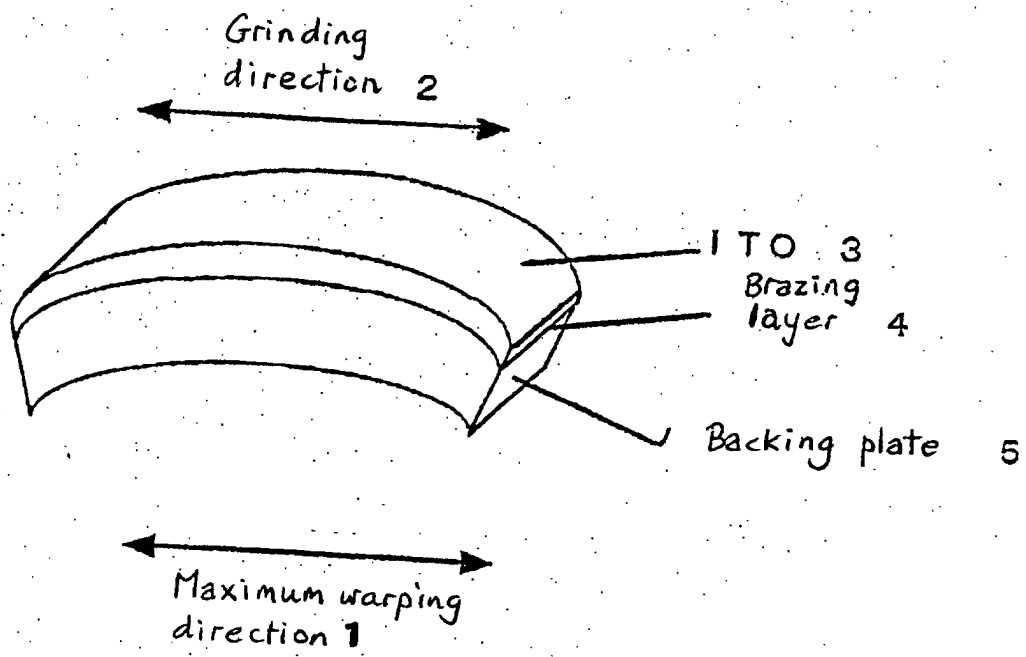 Grinding
direction 2
ITO 3
Brazing
layer 4
Backing plate 5
Maximum warping
direction 1